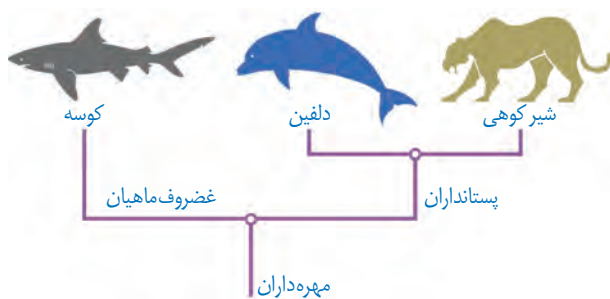 شیر کوهی
دلفین
کوسه
پستانداران
غضروف‌ماهیان
مهره‌داران